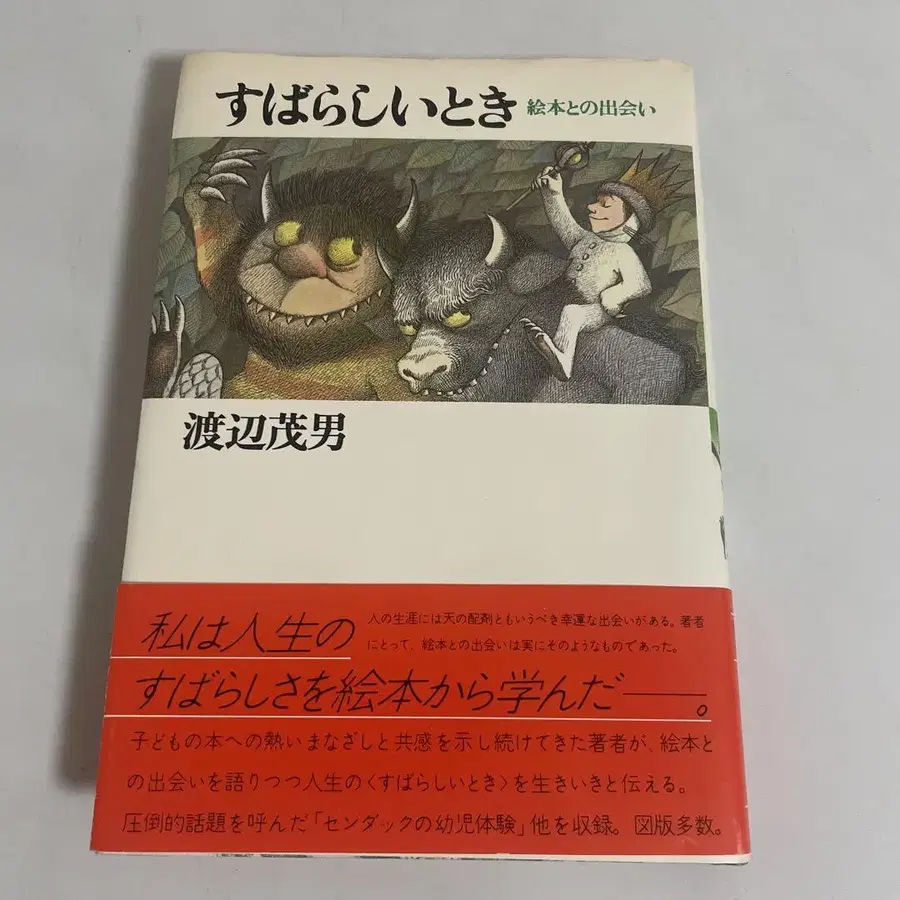 すばらしいとき 絵本との出会い
渡辺茂男
私は人生の
人の生涯には天の配剤ともいうべき幸運な出会いがある。著者
にとって、絵本との出会いは実にそのようなものであった。
すばらしさを絵本から学んだ――。
子どもの本への熱いまなざしと共感を示し続けてきた著者が、絵本と
の出会いを語りつつ人生の〈すばらしいとき〉を生きいきと伝える。
圧倒的話題を呼んだ「センダックの幼児体験」他を収録。図版多数。